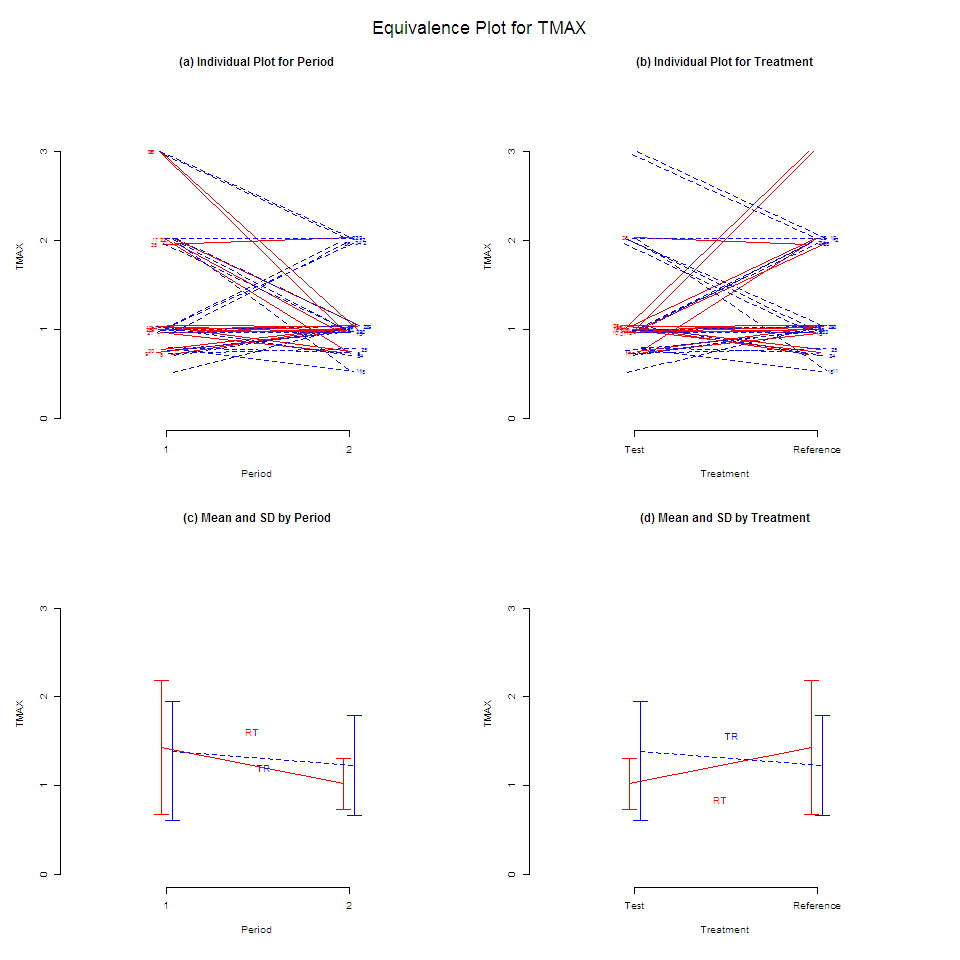 Equivalence Plot for TMAX
(a) Individual Plot for Period
TMAX
3
2
1
0
1 2
Period
(b) Individual Plot for Treatment
TMAX
3
2
1
0
Test Reference
Treatment
(c) Mean and SD by Period
TMAX
3
2
1
0
RT
TR
1 2
Period
(d) Mean and SD by Treatment
TMAX
3
2
1
0
TR
RT
Test Reference
Treatment